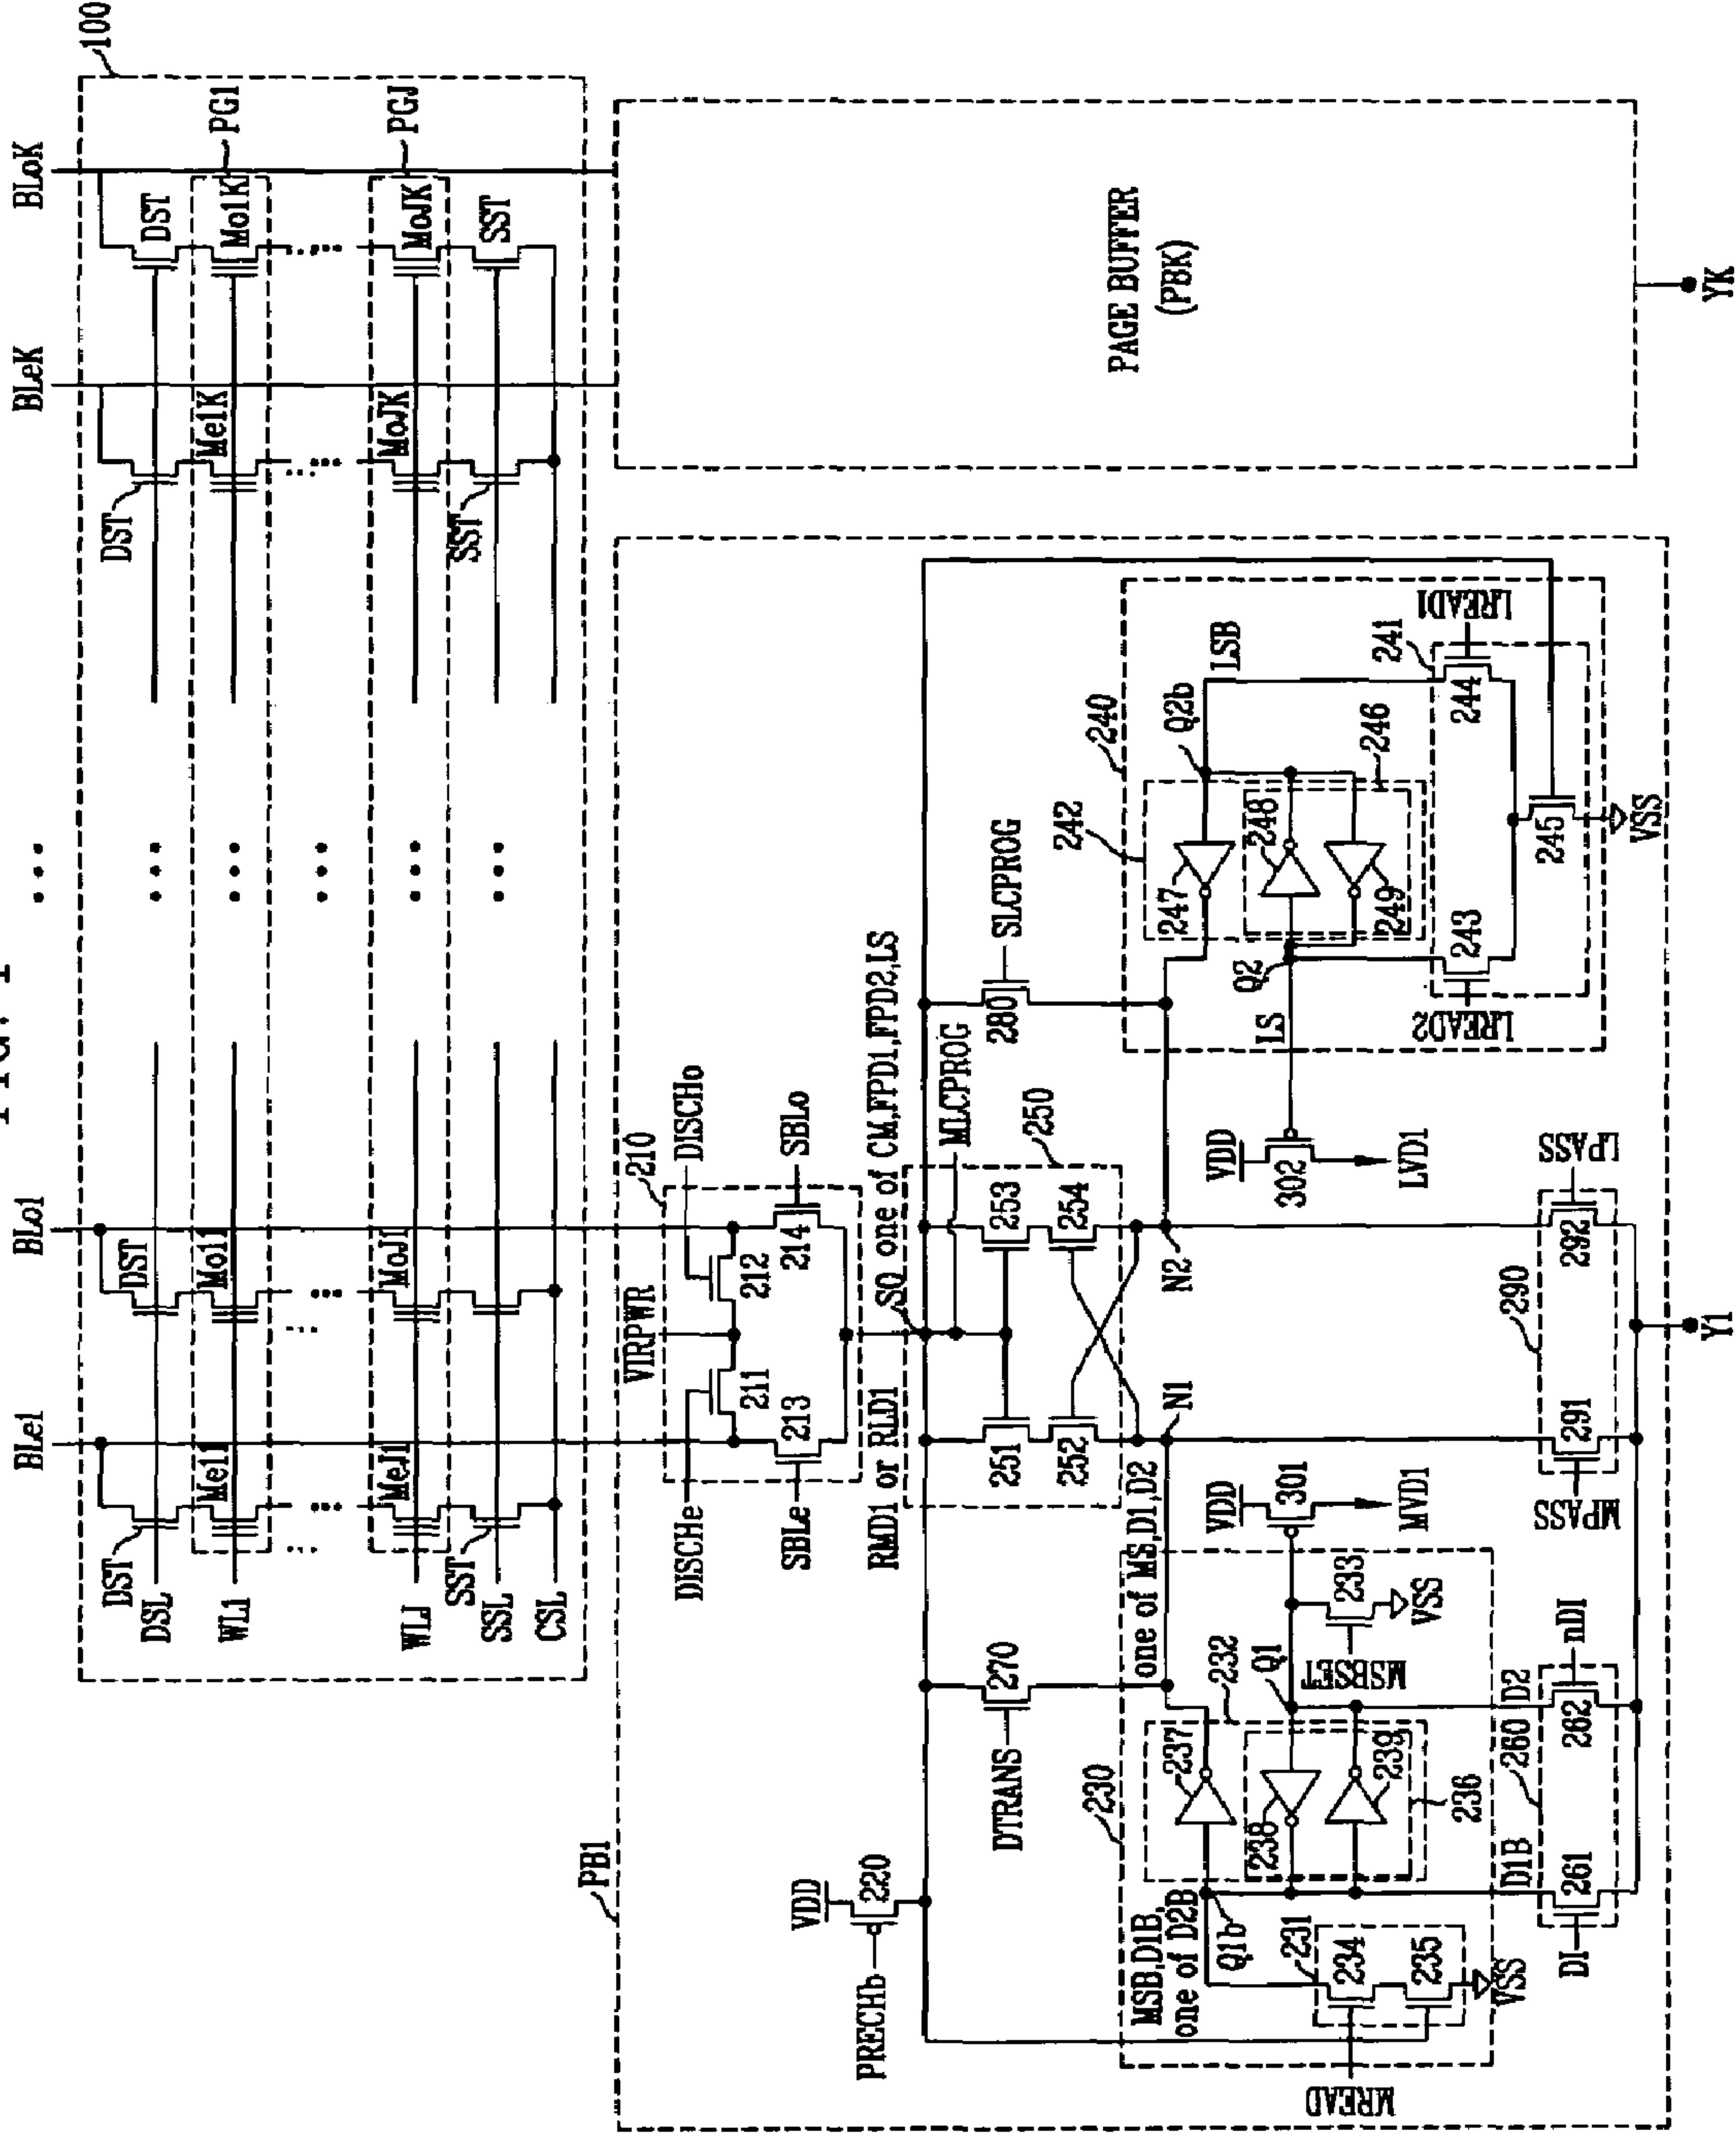 FIG. 1
BLe1
BLo1
...
BLeK
BLoK
100
DST
DSL
DST
DST
DST
Me11
Mo11
Me1K
Mo1K
PG1
WL1
MeJ1
MoJ1
MoJK
MoJK
PGJ
WLJ
SST
SSL
SST
SST
SST
CSL
PB1
VIRPWR
210
DISCHe
DISCHo
211
212
213
214
SBLe
SBLo
VDD
PRECHb
220
RMD1 or RLD1
SO
one of CM,FPD1,FPD2,LS
MLCPROG
DTRANS
270
251
252
253
254
250
280
SLCPROG
N1
N2
PAGE BUFFER
(PBK)
230
MSB,D1B,
one of D2B
one of MS,D1,D2
237
232
238
239
236
Q1b
Q1
231
234
235
VSS
MREAD
MSBSET
233
VSS
VDD
301
MVD1
VDD
302
LVD1
LS
240
242
Q2b
LSB
247
248
249
246
Q2
241
243
244
245
LREAD2
LREAD1
VSS
D1B
D2
260
261
262
DI
nDI
290
291
292
MPASS
LPASS
Y1
YK